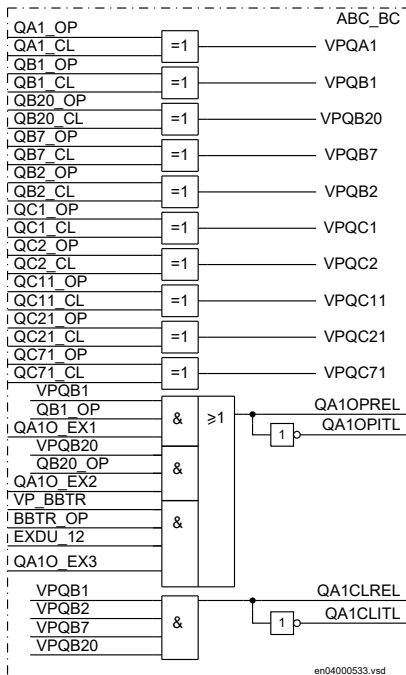 ABC_BC
QA1_OP
QA1_CL
=1
VPQA1
QB1_OP
QB1_CL
=1
VPQB1
QB20_OP
QB20_CL
=1
VPQB20
QB7_OP
QB7_CL
=1
VPQB7
QB2_OP
QB2_CL
=1
VPQB2
QC1_OP
QC1_CL
=1
VPQC1
QC2_OP
QC2_CL
=1
VPQC2
QC11_OP
QC11_CL
=1
VPQC11
QC21_OP
QC21_CL
=1
VPQC21
QC71_OP
QC71_CL
=1
VPQC71
VPQB1
QB1_OP
QA1O_EX1
&
≥1
QA1OPREL
1
QA1OPITL
VPQB20
QB20_OP
QA1O_EX2
&
VP_BBTR
BBTR_OP
EXDU_12
QA1O_EX3
&
VPQB1
VPQB2
VPQB7
VPQB20
&
QA1CLREL
1
QA1CLITL
en04000533.vsd